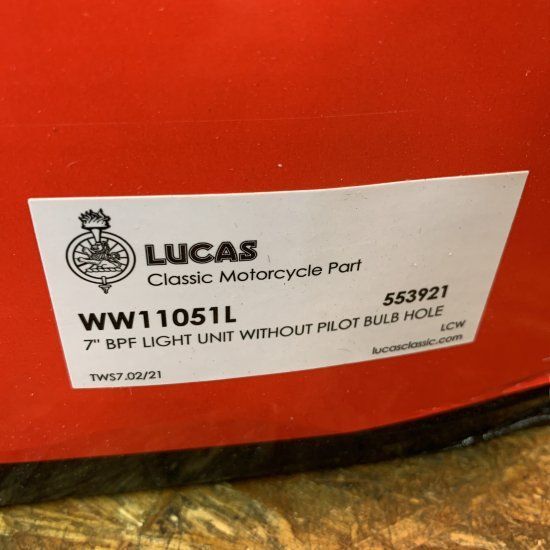 LUCAS
Classic Motorcycle Part
WW11051L
553921
7" BPF LIGHT UNIT WITHOUT PILOT BULB HOLE
LCW
TWS7.02/21
lucasclassic.com